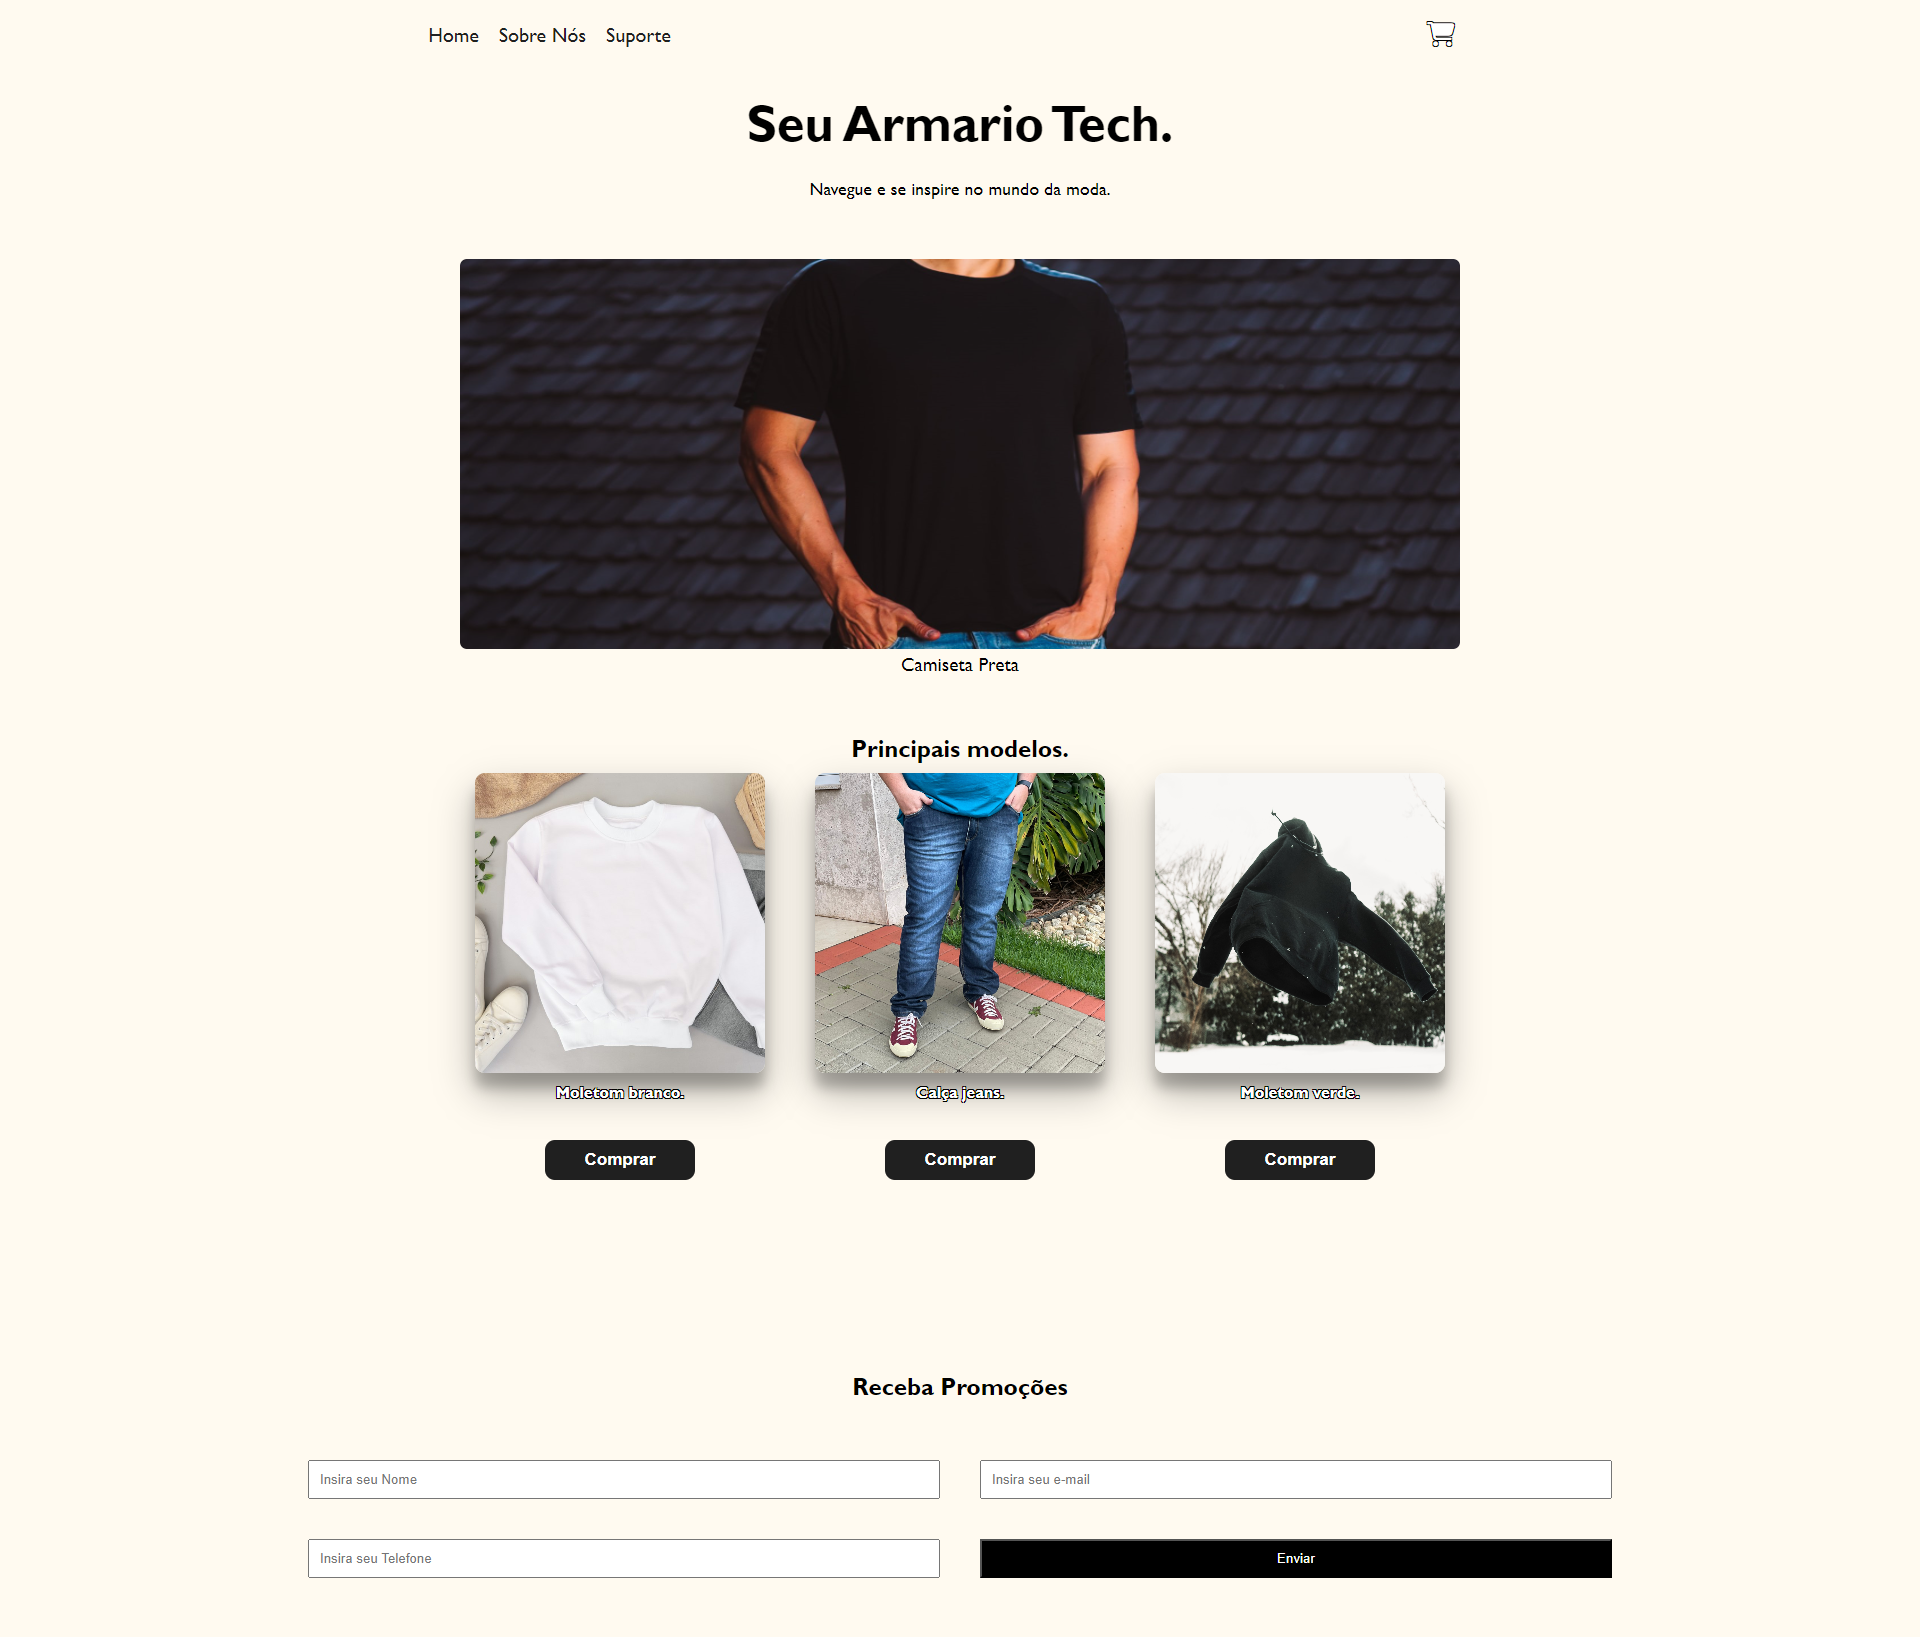 Home Sobre Nós Suporte
Seu Armario Tech.
Navegue e se inspire no mundo da moda.
Camiseta Preta
Principais modelos.
Moletom branco. Calça jeans. Moletom verde.
Comprar Comprar Comprar
Receba Promoções
Insira seu Nome Insira seu e-mail
Insira seu Telefone Enviar